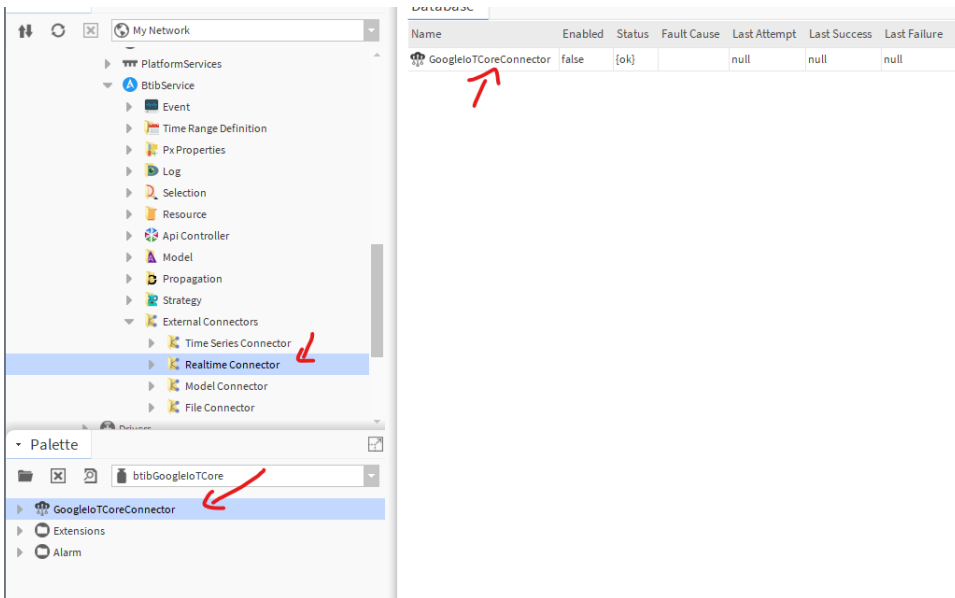 Database
My Network
Name Enabled Status Fault Cause Last Attempt Last Success Last Failure
GoogleIoTCoreConnector false {ok} null null null
PlatformServices
BtibService
Event
Time Range Definition
Px Properties
Log
Selection
Resource
Api Controller
Model
Propagation
Strategy
External Connectors
Time Series Connector
Realtime Connector
Model Connector
File Connector
Drivers
Palette
btibGoogleIoTCore
GoogleIoTCoreConnector
Extensions
Alarm